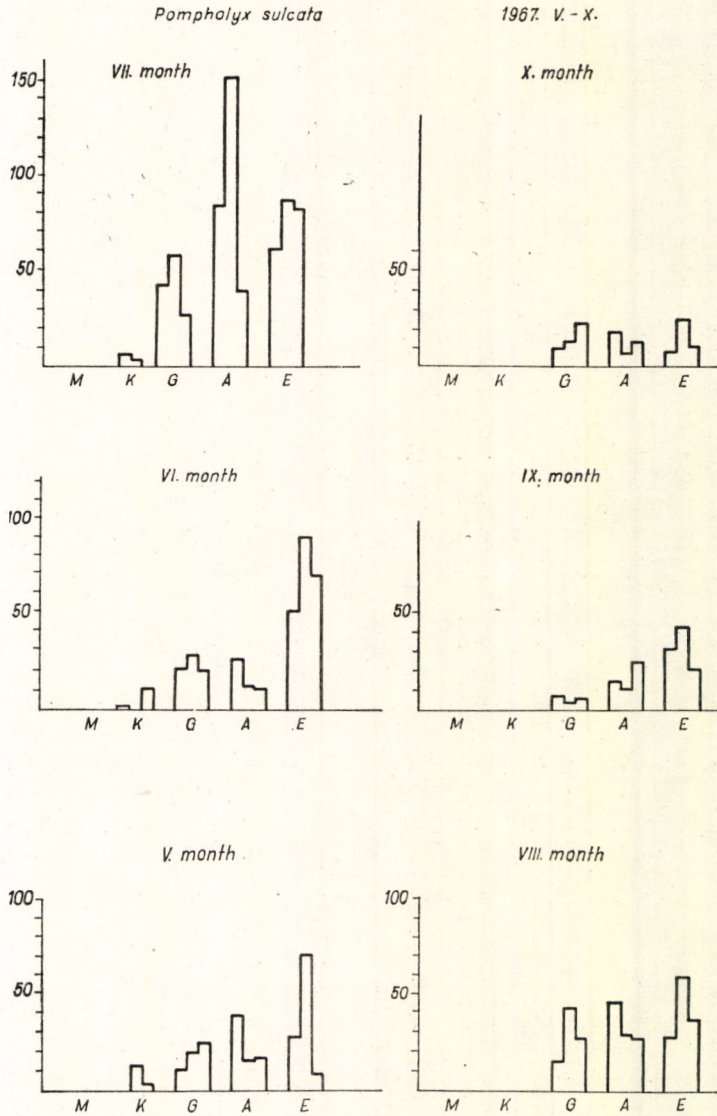 Pompholyx sulcata
1967. V.-X.
VII. month
150
100
50
M K G A E
X. month
50
M K G A E
VI. month
100
50
M K G A E
IX. month
50
M K G A E
V. month
100
50
M K G A E
VIII. month
100
50
M K G A E